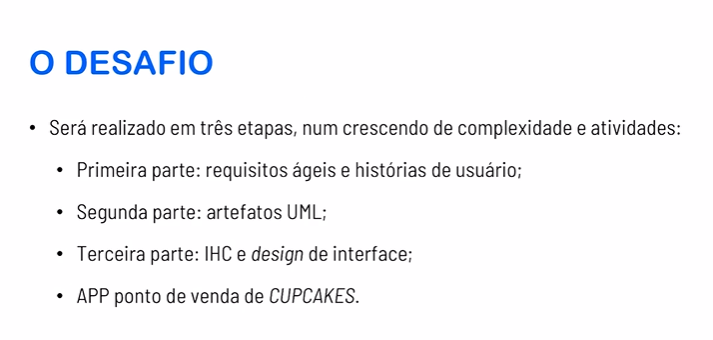 O DESAFIO
• Será realizado em três etapas, num crescendo de complexidade e atividades:
• Primeira parte: requisitos ágeis e histórias de usuário;
• Segunda parte: artefatos UML;
• Terceira parte: IHC e design de interface;
• APP ponto de venda de CUPCAKES.